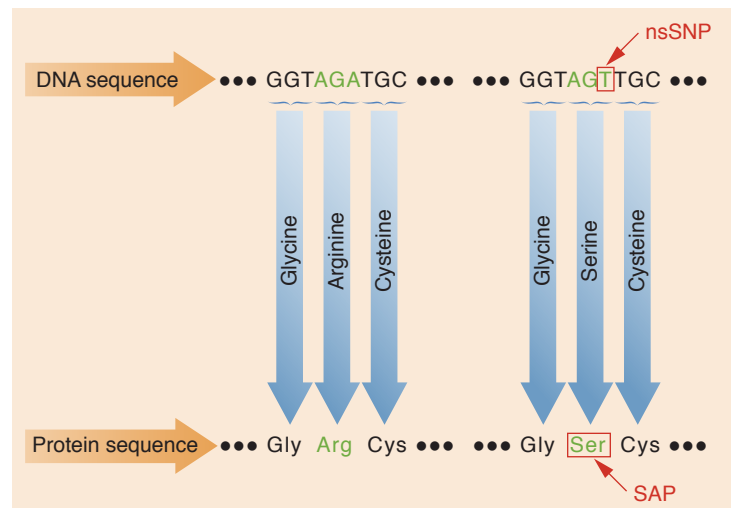 nsSNP
DNA sequence ••• GGTAGATGC ••• ••• GGTAGTTGC •••
Glycine Arginine Cysteine Glycine Serine Cysteine
Protein sequence ••• Gly Arg Cys ••• ••• Gly Ser Cys •••
SAP